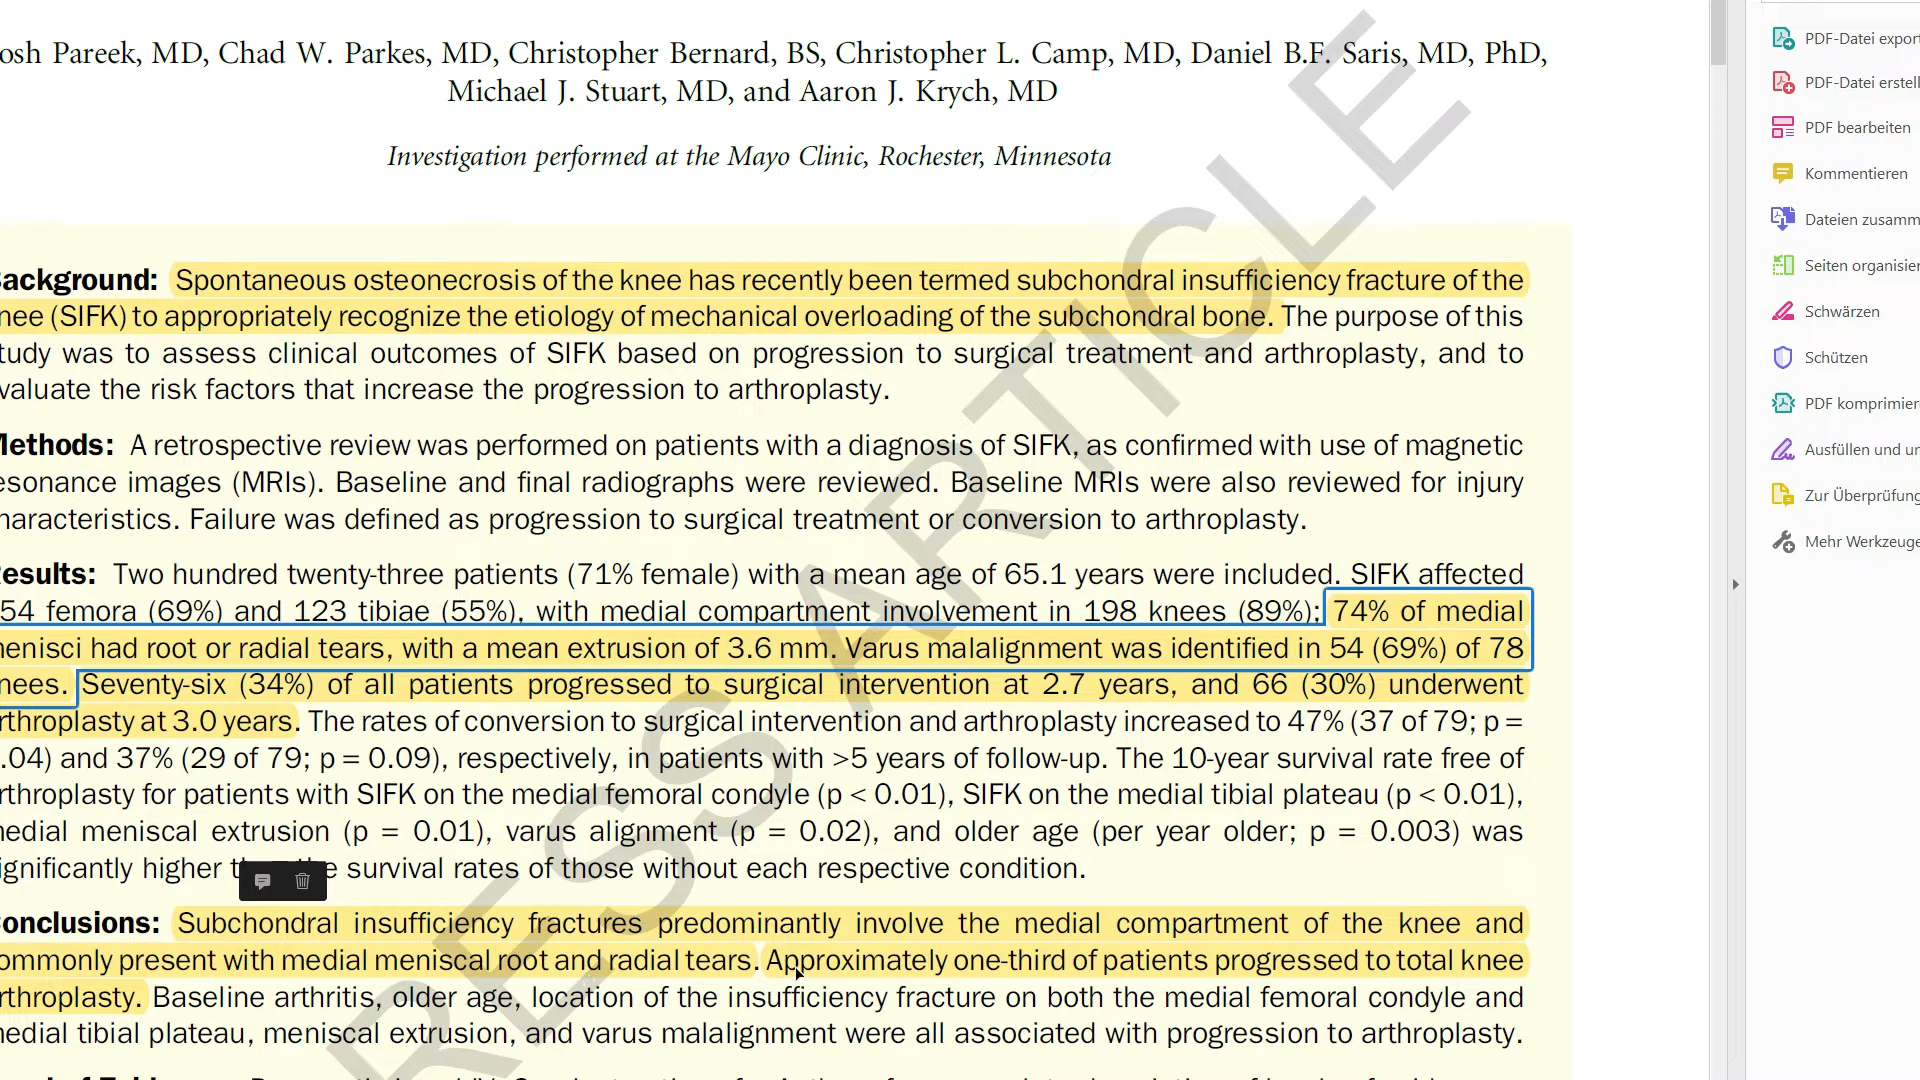 osh Pareek, MD, Chad W. Parkes, MD, Christopher Bernard, BS, Christopher L. Camp, MD, Daniel B.F. Saris, MD, PhD,
Michael J. Stuart, MD, and Aaron J. Krych, MD
Investigation performed at the Mayo Clinic, Rochester, Minnesota
ackground: Spontaneous osteonecrosis of the knee has recently been termed subchondral insufficiency fracture of the
nee (SIFK) to appropriately recognize the etiology of mechanical overloading of the subchondral bone. The purpose of this
tudy was to assess clinical outcomes of SIFK based on progression to surgical treatment and arthroplasty, and to
valuate the risk factors that increase the progression to arthroplasty.
ethods: A retrospective review was performed on patients with a diagnosis of SIFK, as confirmed with use of magnetic
esonance images (MRIs). Baseline and final radiographs were reviewed. Baseline MRIs were also reviewed for injury
haracteristics. Failure was defined as progression to surgical treatment or conversion to arthroplasty.
esults: Two hundred twenty-three patients (71% female) with a mean age of 65.1 years were included. SIFK affected
54 femora (69%) and 123 tibiae (55%), with medial compartment involvement in 198 knees (89%); 74% of medial
enisci had root or radial tears, with a mean extrusion of 3.6 mm. Varus malalignment was identified in 54 (69%) of 78
nees. Seventy-six (34%) of all patients progressed to surgical intervention at 2.7 years, and 66 (30%) underwent
rthroplasty at 3.0 years. The rates of conversion to surgical intervention and arthroplasty increased to 47% (37 of 79; p =
.04) and 37% (29 of 79; p = 0.09), respectively, in patients with >5 years of follow-up. The 10-year survival rate free of
rthroplasty for patients with SIFK on the medial femoral condyle (p < 0.01), SIFK on the medial tibial plateau (p < 0.01),
edial meniscal extrusion (p = 0.01), varus alignment (p = 0.02), and older age (per year older; p = 0.003) was
ignificantly higher the survival rates of those without each respective condition.
onclusions: Subchondral insufficiency fractures predominantly involve the medial compartment of the knee and
ommonly present with medial meniscal root and radial tears. Approximately one-third of patients progressed to total knee
rthroplasty. Baseline arthritis, older age, location of the insufficiency fracture on both the medial femoral condyle and
edial tibial plateau, meniscal extrusion, and varus malalignment were all associated with progression to arthroplasty.
RESS ARTICLE
PDF-Datei export
PDF-Datei erstell
PDF bearbeiten
Kommentieren
Dateien zusamm
Seiten organisier
Schwärzen
Schützen
PDF komprimier
Ausfüllen und un
Zur Überprüfung
Mehr Werkzeuge